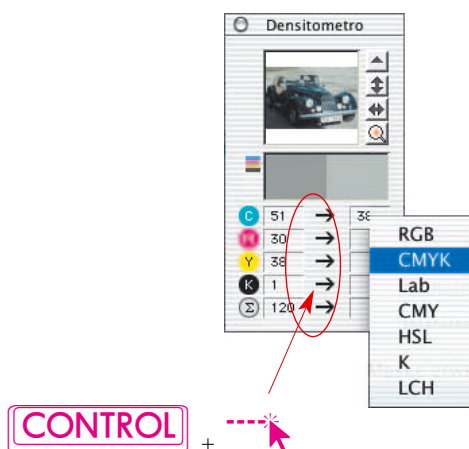 Densitometro
C 51 → 38
M 30 →
Y 38 →
K 1 →
Σ 120 →
RGB
CMYK
Lab
CMY
HSL
K
LCH
CONTROL +